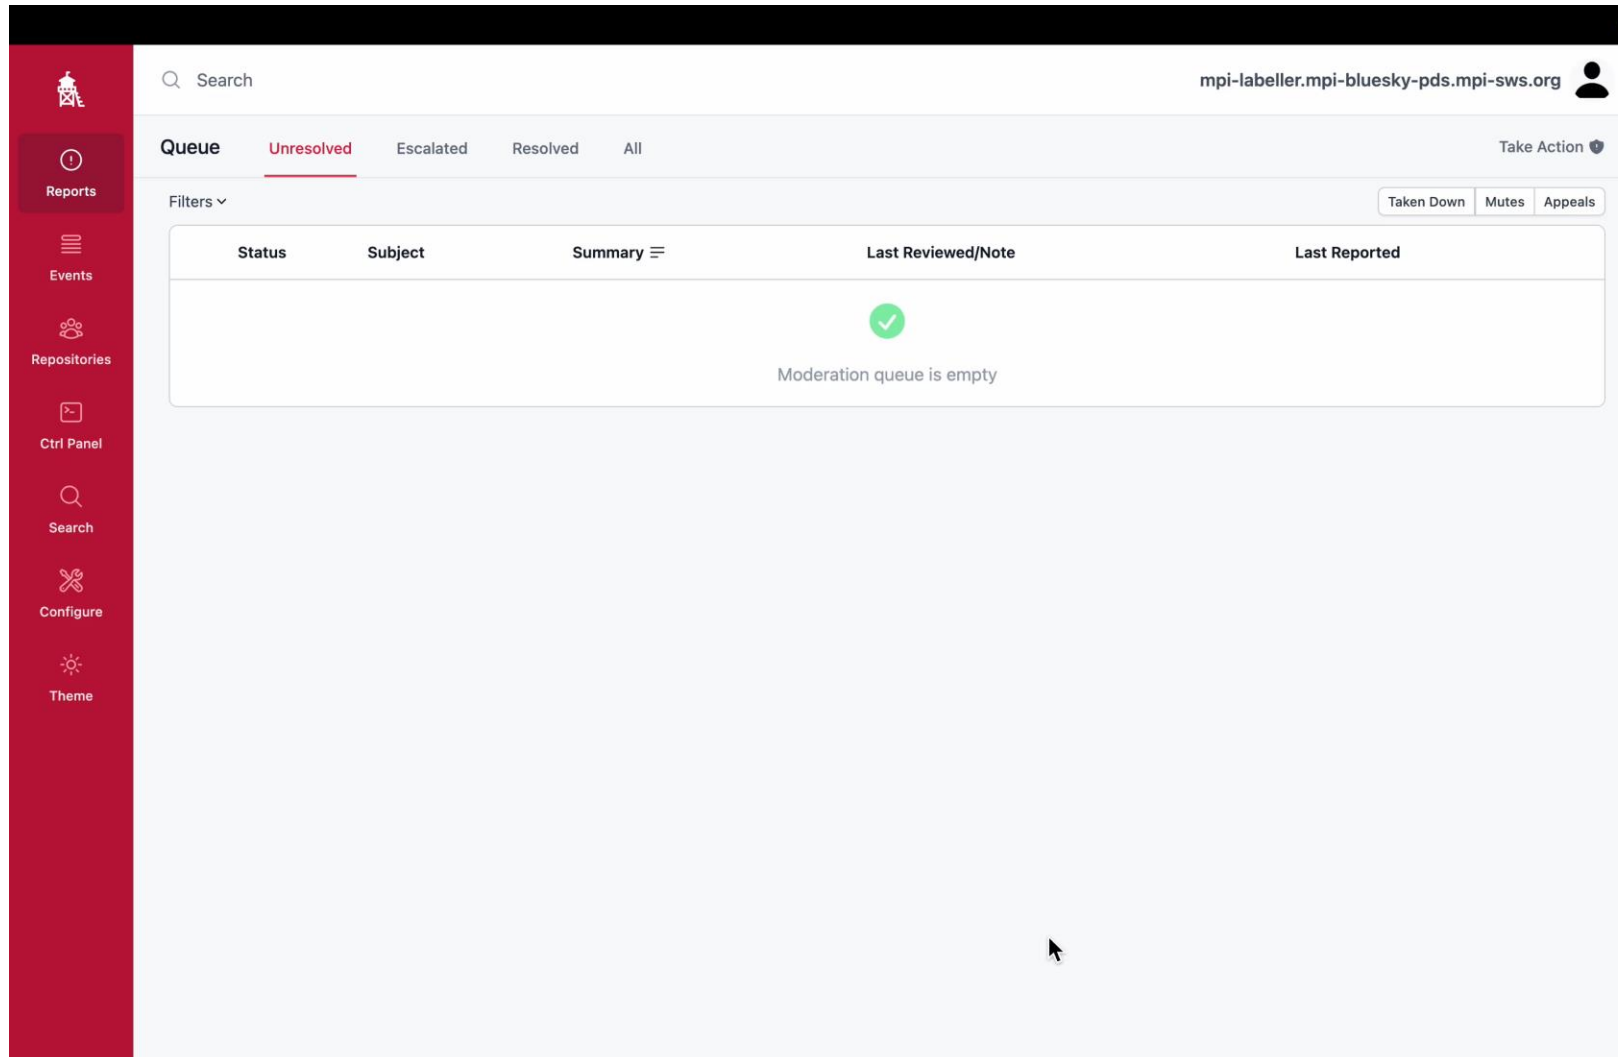 Search
mpi-labeller.mpi-bluesky-pds.mpi-sws.org
Queue
Unresolved
Escalated
Resolved
All
Take Action
Reports
Filters
Taken Down
Mutes
Appeals
Status
Subject
Summary
Last Reviewed/Note
Last Reported
Events
Moderation queue is empty
Repositories
Ctrl Panel
Search
Configure
Theme